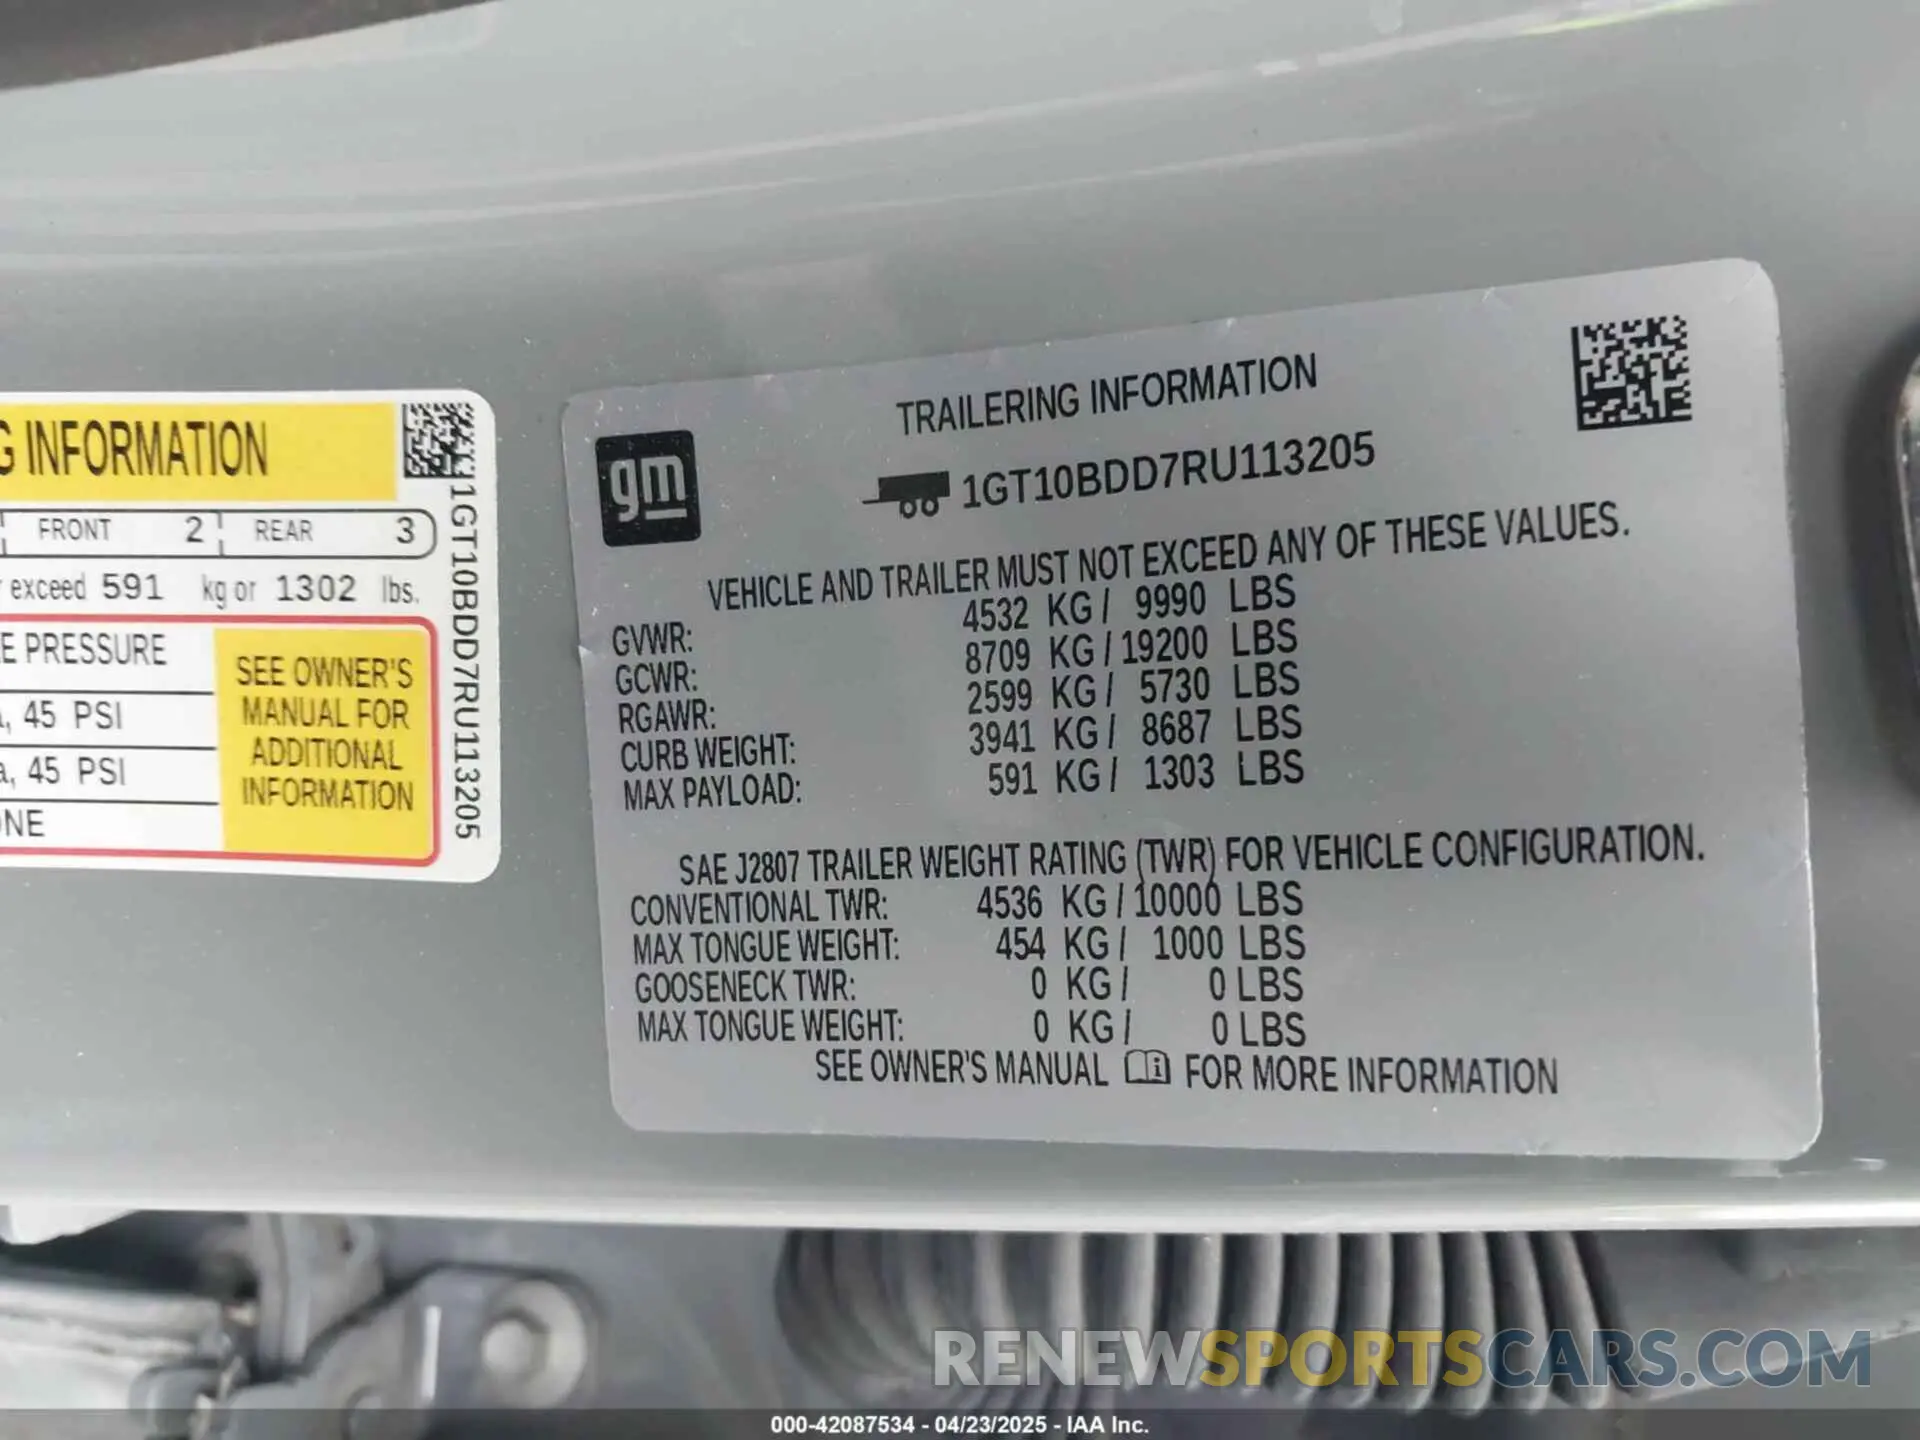 G INFORMATION
FRONT 2 REAR 3
exceed 591 kg or 1302 lbs.
E PRESSURE
, 45 PSI
a, 45 PSI
NE
SEE OWNER'S
MANUAL FOR
ADDITIONAL
INFORMATION
1GT10BDD7RU113205
gm
TRAILERING INFORMATION
1GT10BDD7RU113205
VEHICLE AND TRAILER MUST NOT EXCEED ANY OF THESE VALUES.
GVWR: 4532 KG / 9990 LBS
GCWR: 8709 KG / 19200 LBS
RGAWR: 2599 KG / 5730 LBS
CURB WEIGHT: 3941 KG / 8687 LBS
MAX PAYLOAD: 591 KG / 1303 LBS
SAE J2807 TRAILER WEIGHT RATING (TWR) FOR VEHICLE CONFIGURATION.
CONVENTIONAL TWR: 4536 KG / 10000 LBS
MAX TONGUE WEIGHT: 454 KG / 1000 LBS
GOOSENECK TWR: 0 KG / 0 LBS
MAX TONGUE WEIGHT: 0 KG / 0 LBS
SEE OWNER'S MANUAL FOR MORE INFORMATION
RENEWSPORTSCARS.COM
000-42087534 - 04/23/2025 - IAA Inc.